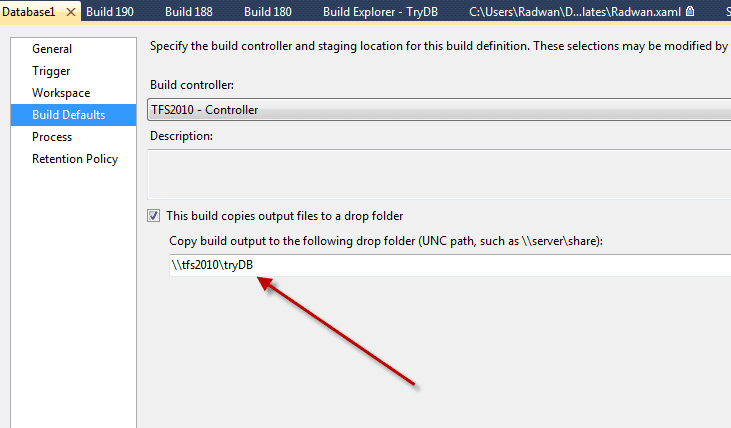 Database1 Build 190 Build 188 Build 180 Build Explorer - TryDB C:\Users\Radwan\D...lates\Radwan.xaml S
General
Trigger
Workspace
Build Defaults
Process
Retention Policy
Specify the build controller and staging location for this build definition. These selections may be modified by
Build controller:
TFS2010 - Controller
Description:
This build copies output files to a drop folder
Copy build output to the following drop folder (UNC path, such as \\server\share):
\\tfs2010\tryDB